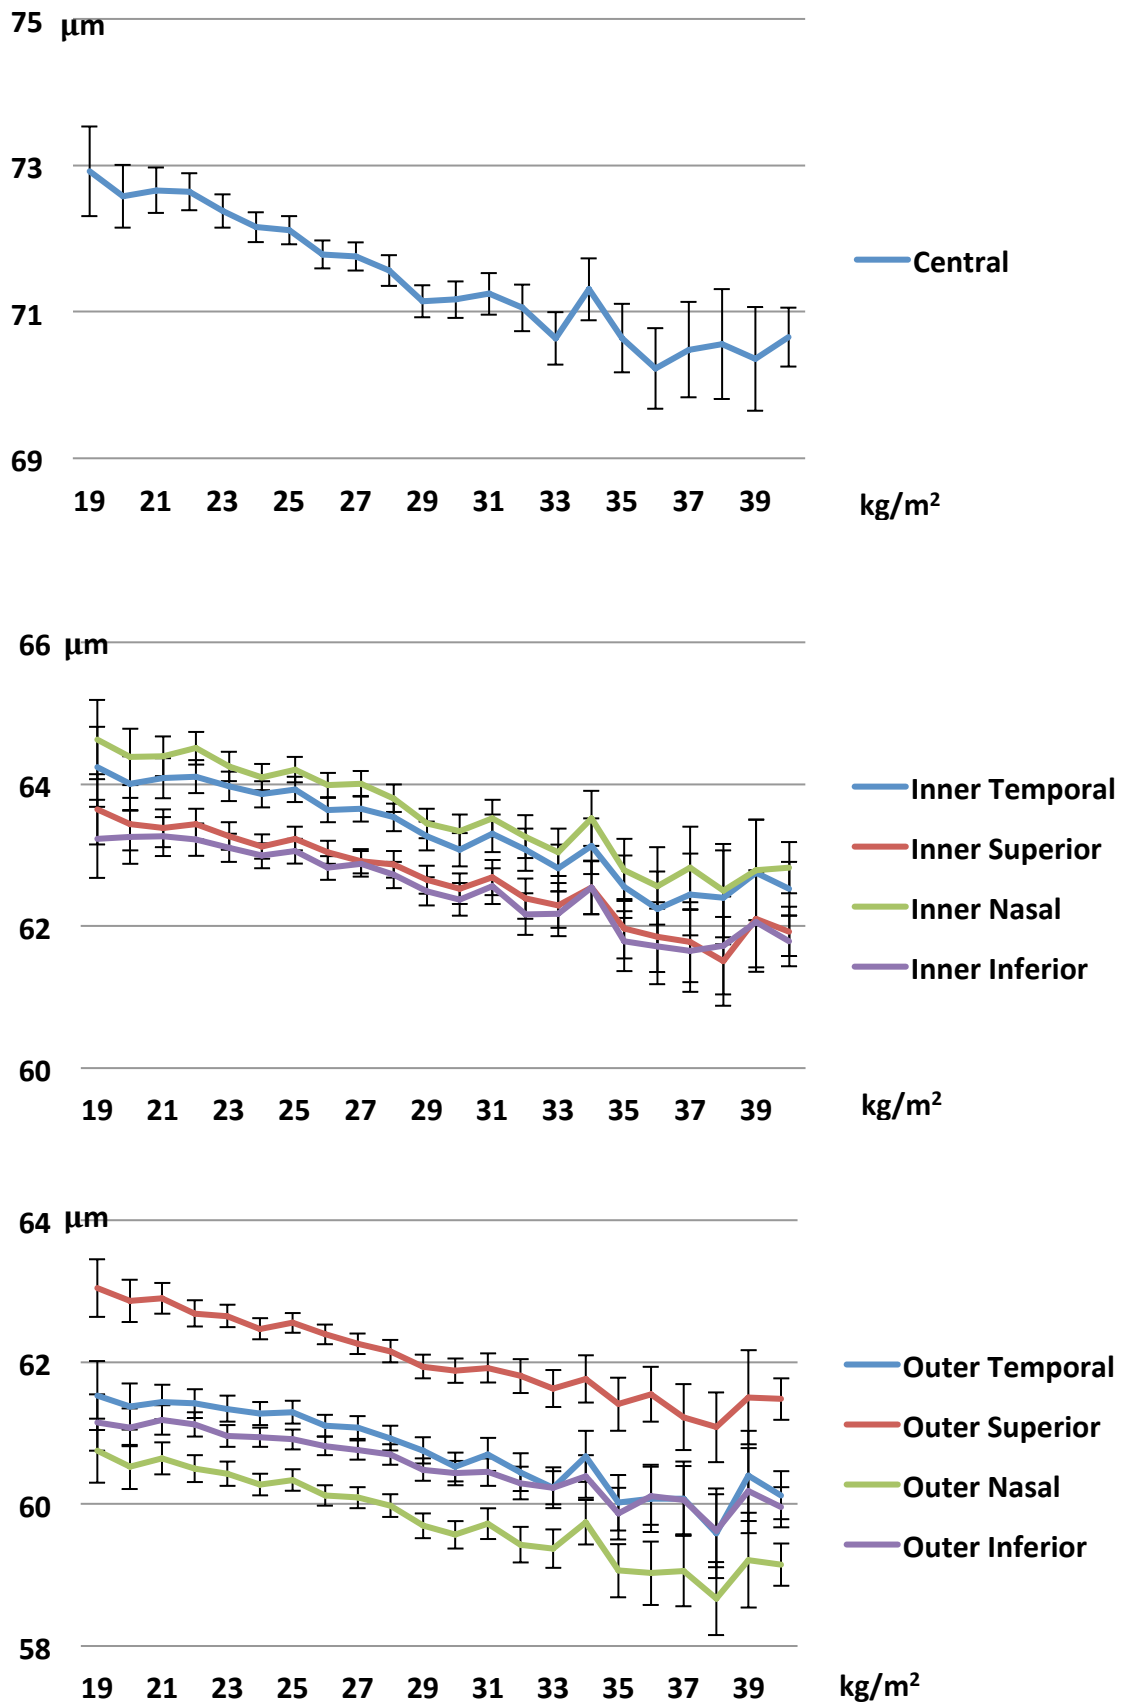 75 μm
73
71
69
Central
19 21 23 25 27 29 31 33 35 37 39 kg/m²
66 μm
64
62
60
Inner Temporal
Inner Superior
Inner Nasal
Inner Inferior
19 21 23 25 27 29 31 33 35 37 39 kg/m²
64 μm
62
60
58
Outer Temporal
Outer Superior
Outer Nasal
Outer Inferior
19 21 23 25 27 29 31 33 35 37 39 kg/m²